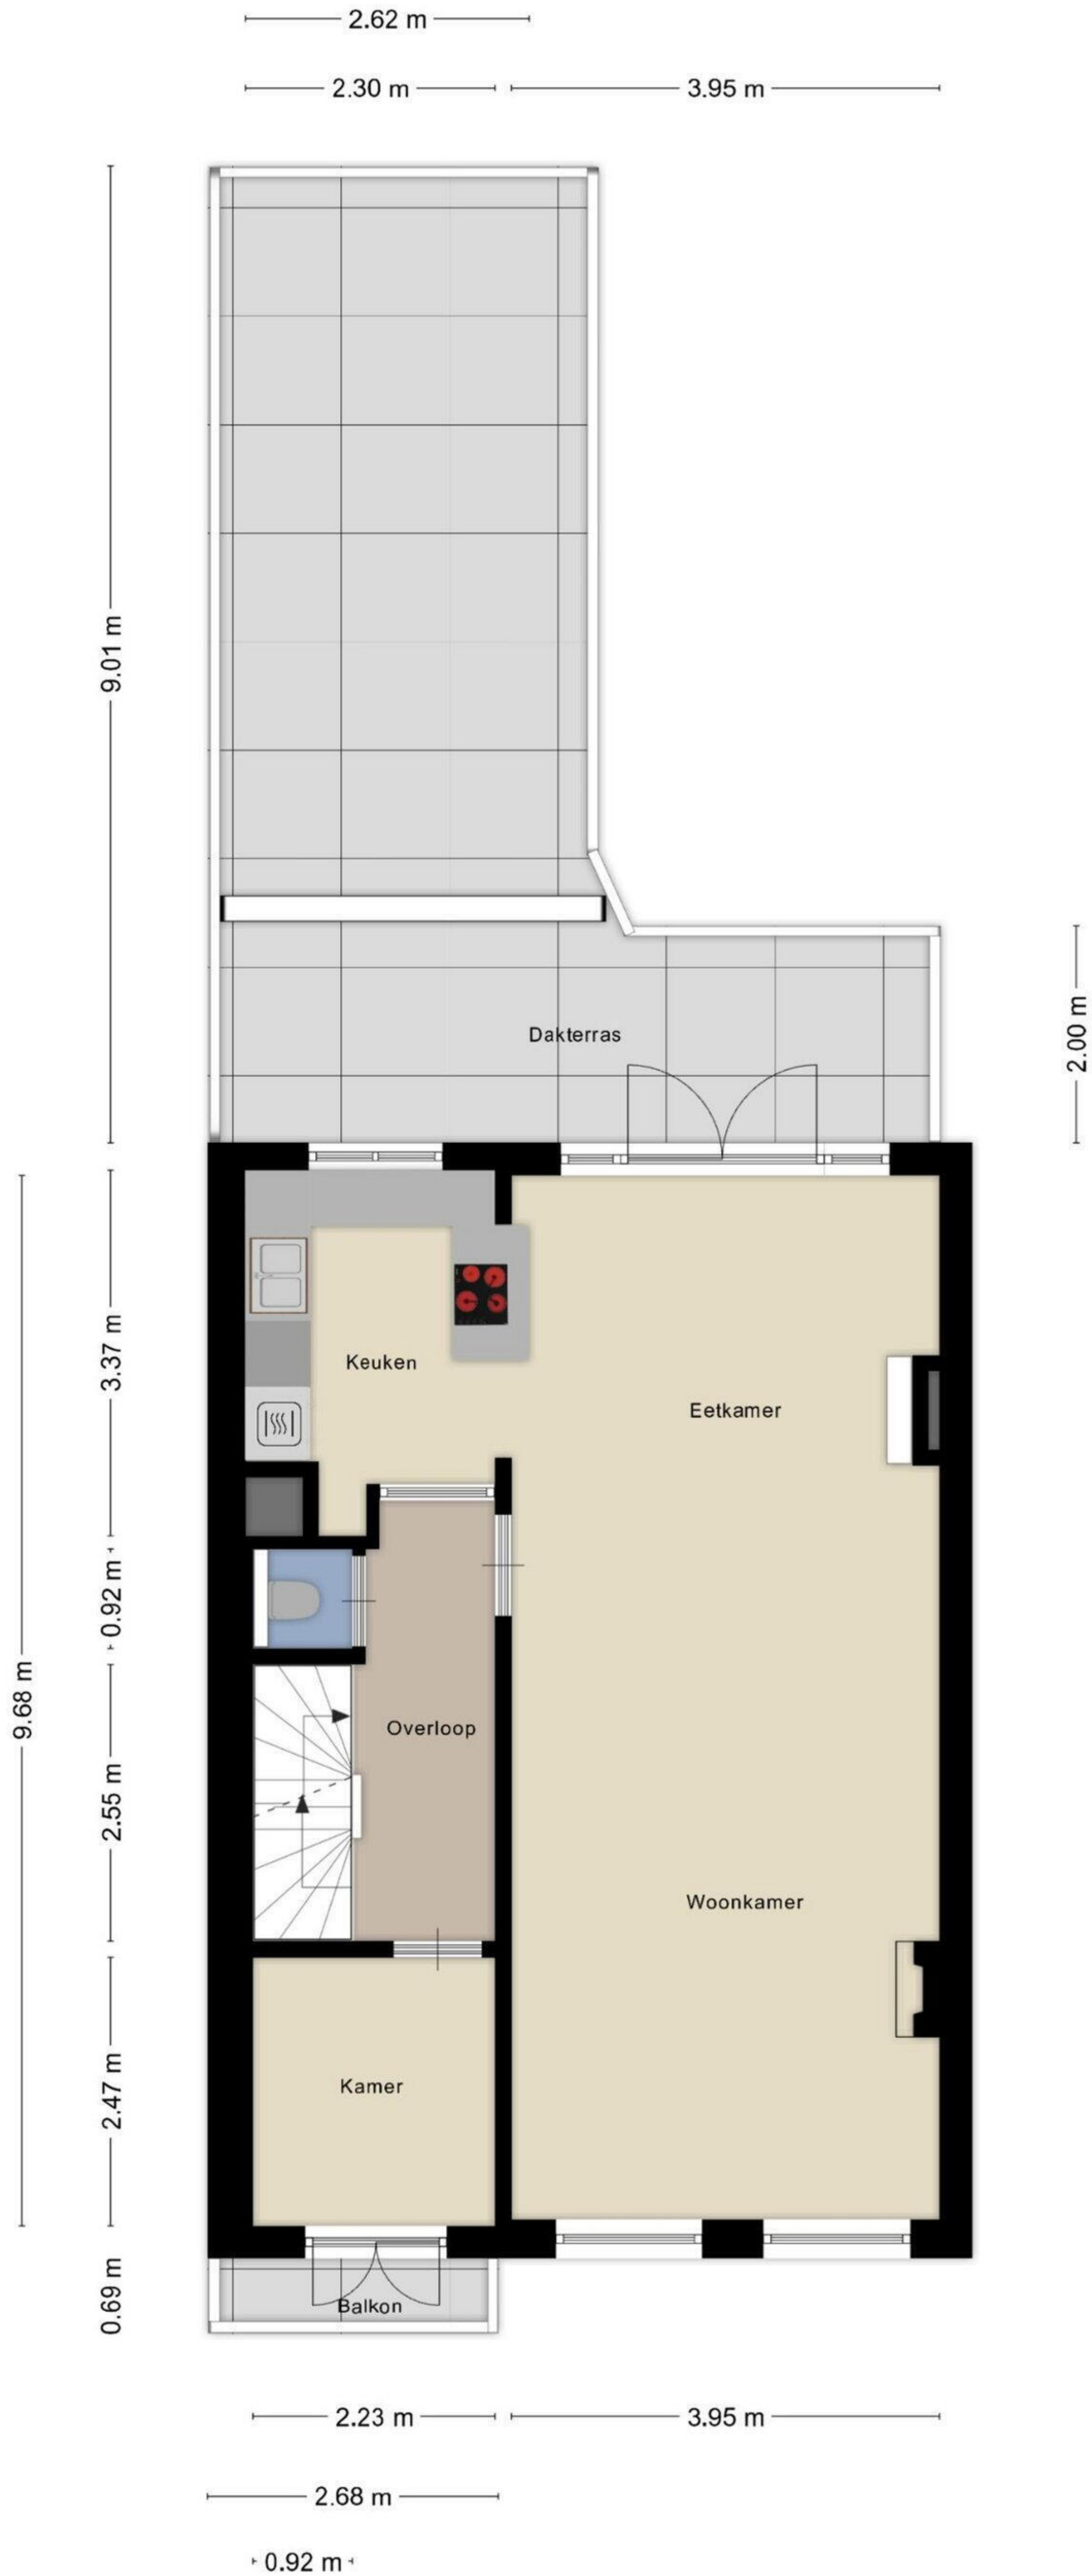 2.62 m
2.30 m
3.95 m
9.01 m
2.00 m
Dakterras
3.37 m
Keuken
Eetkamer
0.92 m
9.68 m
Overloop
2.55 m
Woonkamer
2.47 m
Kamer
0.69 m
Balkon
2.23 m
3.95 m
2.68 m
0.92 m